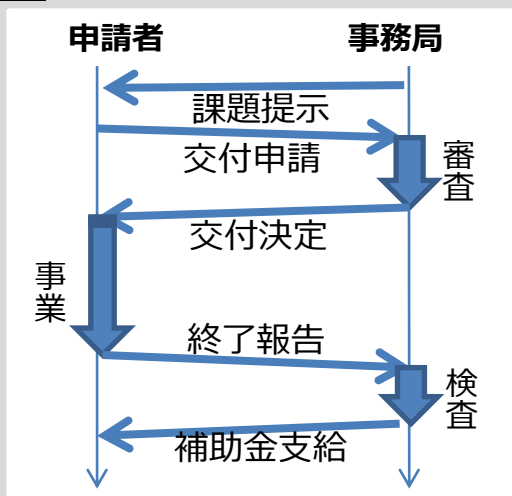 申請者
事務局
課題提示
交付申請
審査
交付決定
事業
終了報告
検査
補助金支給